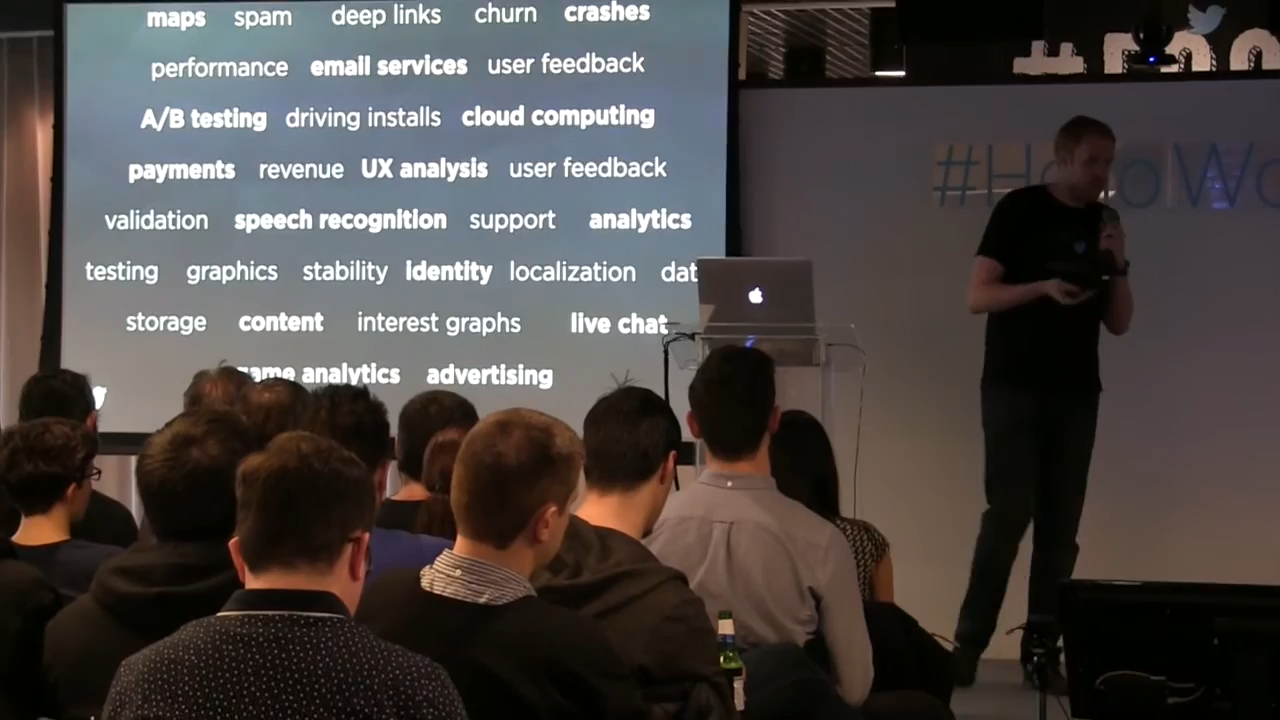 maps spam deep links churn crashes
performance email services user feedback
A/B testing driving installs cloud computing
payments revenue UX analysis user feedback
validation speech recognition support analytics
testing graphics stability identity localization dat
storage content interest graphs live chat
game analytics advertising